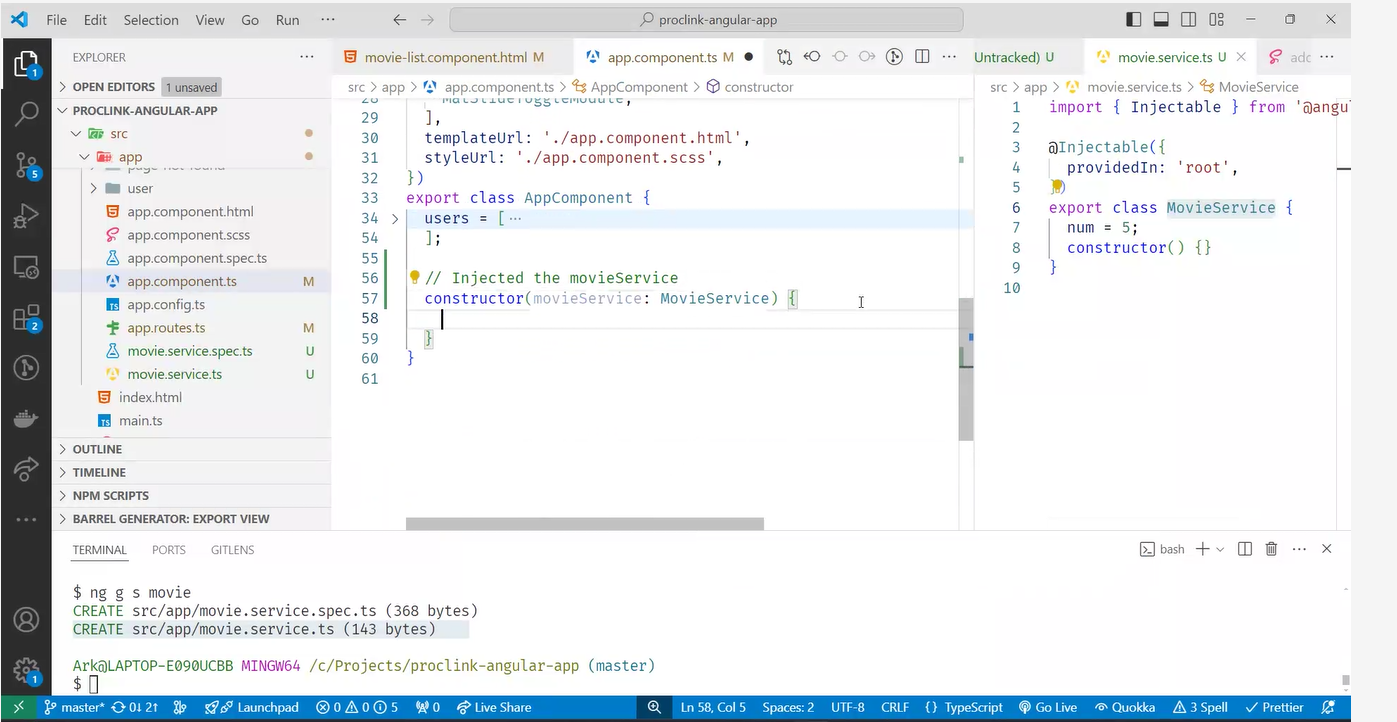 File Edit Selection View Go Run ··· proclink-angular-app
EXPLORER ···
movie-list.component.html M app.component.ts M ···
Untracked) U movie.service.ts U ···
OPEN EDITORS 1 unsaved
PROCLINK-ANGULAR-APP
src
app
page-not-found
user
app.component.html
app.component.scss
app.component.spec.ts
app.component.ts M
app.config.ts
app.routes.ts M
movie.service.spec.ts U
movie.service.ts U
index.html
main.ts
OUTLINE
TIMELINE
NPM SCRIPTS
BARREL GENERATOR: EXPORT VIEW
1
5
2
1
src > app > app.component.ts > AppComponent > constructor
28 MatSlideToggleModule,
29 ],
30 templateUrl: './app.component.html',
31 styleUrl: './app.component.scss',
32 })
33 export class AppComponent {
34 users = [ ···
54 ];
55
56 // Injected the movieService
57 constructor(movieService: MovieService) {
58
59 }
60 }
61
src > app > movie.service.ts > MovieService
1 import { Injectable } from '@angu
2
3 @Injectable({
4 providedIn: 'root',
5 })
6 export class MovieService {
7 num = 5;
8 constructor() {}
9 }
10
TERMINAL PORTS GITLENS bash ···
$ ng g s movie
CREATE src/app/movie.service.spec.ts (368 bytes)
CREATE src/app/movie.service.ts (143 bytes)
Ark@LAPTOP-E090UCBB MINGW64 /c/Projects/proclink-angular-app (master)
$
master* 0↓ 2↑ Launchpad 0 0 5 0 Live Share Ln 58, Col 5 Spaces: 2 UTF-8 CRLF {} TypeScript Go Live Quokka 3 Spell Prettier